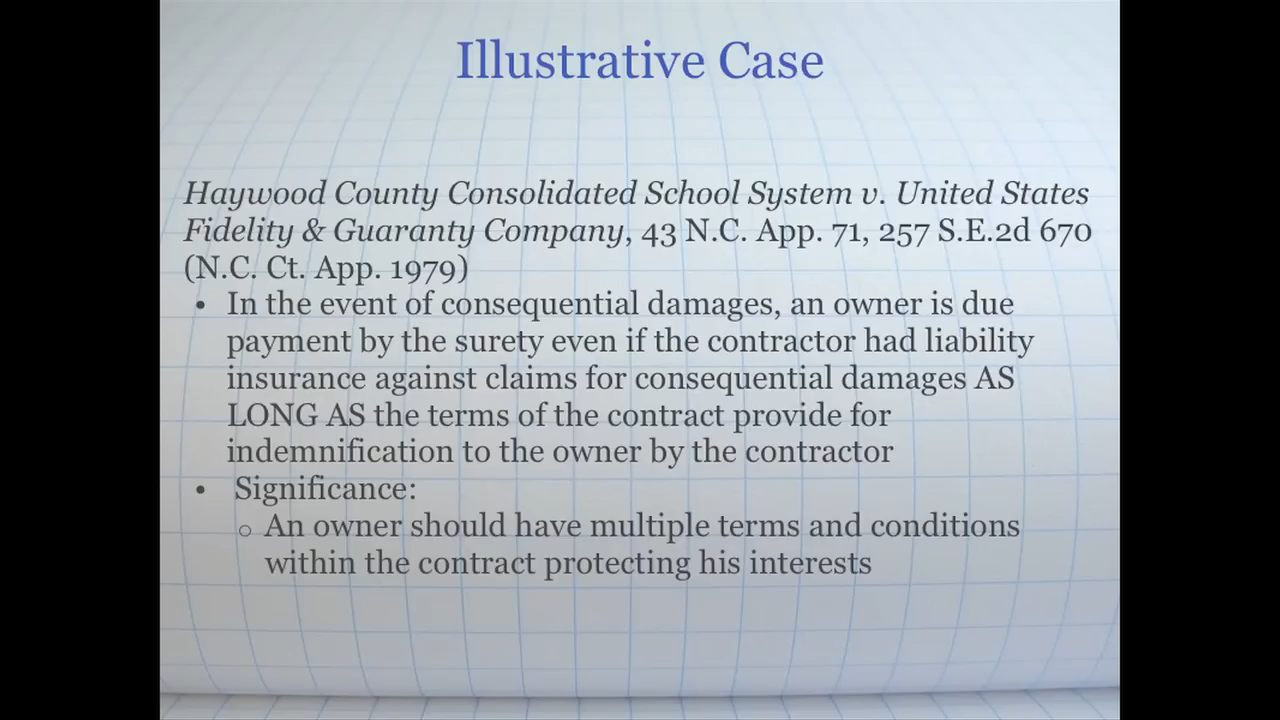 Illustrative Case
Haywood County Consolidated School System v. United States
Fidelity & Guaranty Company, 43 N.C. App. 71, 257 S.E.2d 670
(N.C. Ct. App. 1979)
• In the event of consequential damages, an owner is due
payment by the surety even if the contractor had liability
insurance against claims for consequential damages AS
LONG AS the terms of the contract provide for
indemnification to the owner by the contractor
• Significance:
○ An owner should have multiple terms and conditions
within the contract protecting his interests